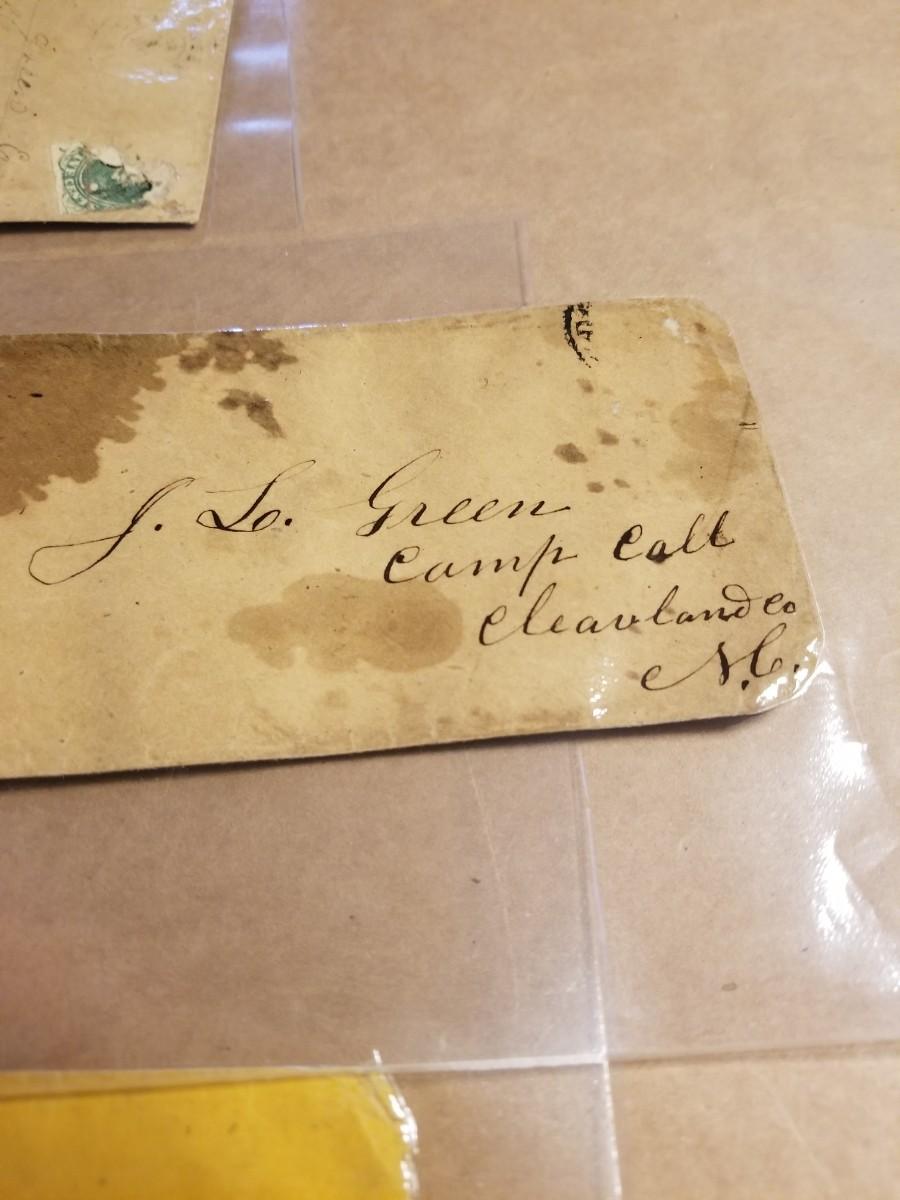 J. L. Green
Camp Call
Cleavland Co
N.C.